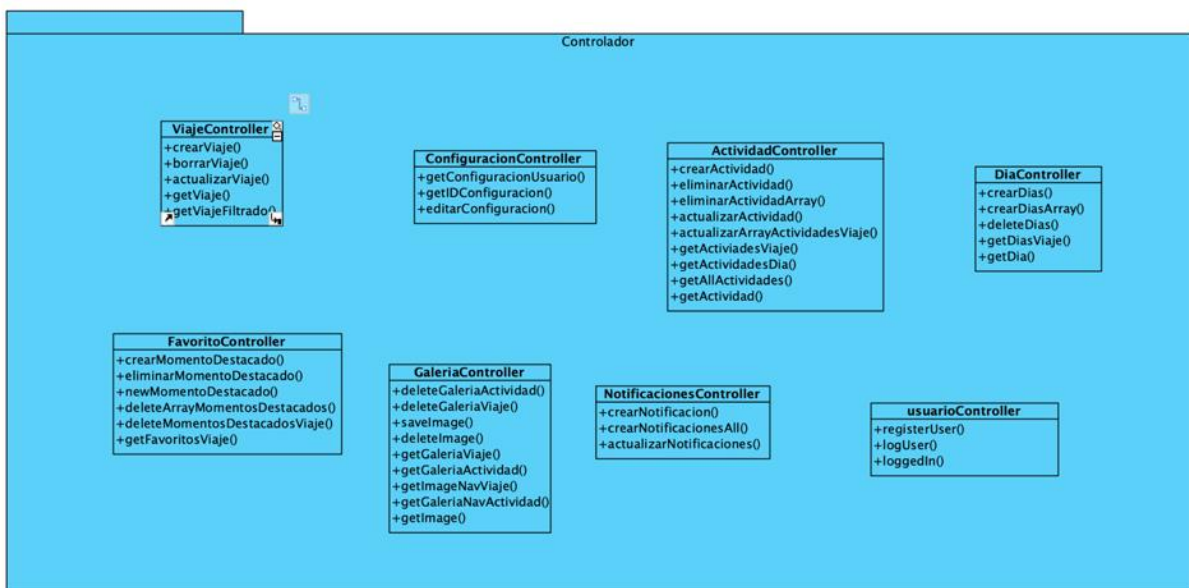 Controlador
ViajeController
+crearViaje()
+borrarViaje()
+actualizarViaje()
+getViaje()
+getViajeFiltrado()
ConfiguracionController
+getConfiguracionUsuario()
+getIDConfiguracion()
+editarConfiguracion()
ActividadController
+crearActividad()
+eliminarActividad()
+eliminarActividadArray()
+actualizarActividad()
+actualizarArrayActividadesViaje()
+getActiviadesViaje()
+getActividadesDia()
+getAllActividades()
+getActividad()
DiaController
+crearDias()
+crearDiasArray()
+deleteDias()
+getDiasViaje()
+getDia()
FavoritoController
+crearMomentoDestacado()
+eliminarMomentoDestacado()
+newMomentoDestacado()
+deleteArrayMomentosDestacados()
+deleteMomentosDestacadosViaje()
+getFavoritosViaje()
GaleriaController
+deleteGaleriaActividad()
+deleteGaleriaViaje()
+saveImage()
+deleteImage()
+getGaleriaViaje()
+getGaleriaActividad()
+getImageNavViaje()
+getGaleriaNavActividad()
+getImage()
NotificacionesController
+crearNotificacion()
+crearNotificacionesAll()
+actualizarNotificaciones()
usuarioController
+registerUser()
+logUser()
+loggedIn()